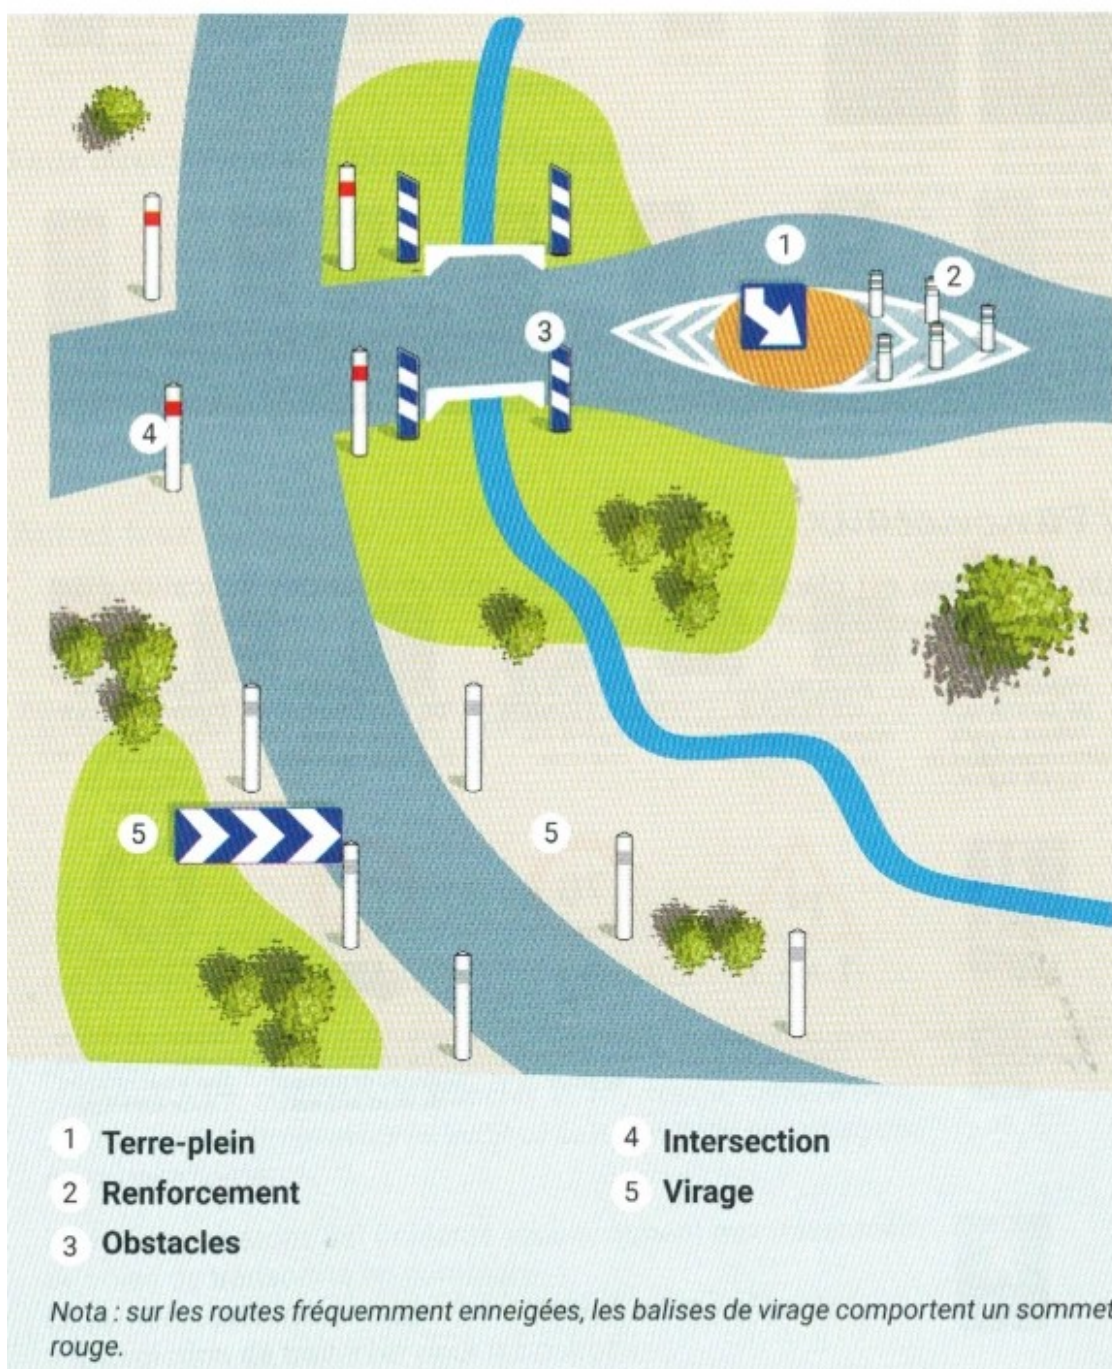 1
2
3
4
5
5
1 Terre-plein
2 Renforcement
3 Obstacles
4 Intersection
5 Virage
Nota : sur les routes fréquemment enneigées, les balises de virage comportent un sommet
rouge.